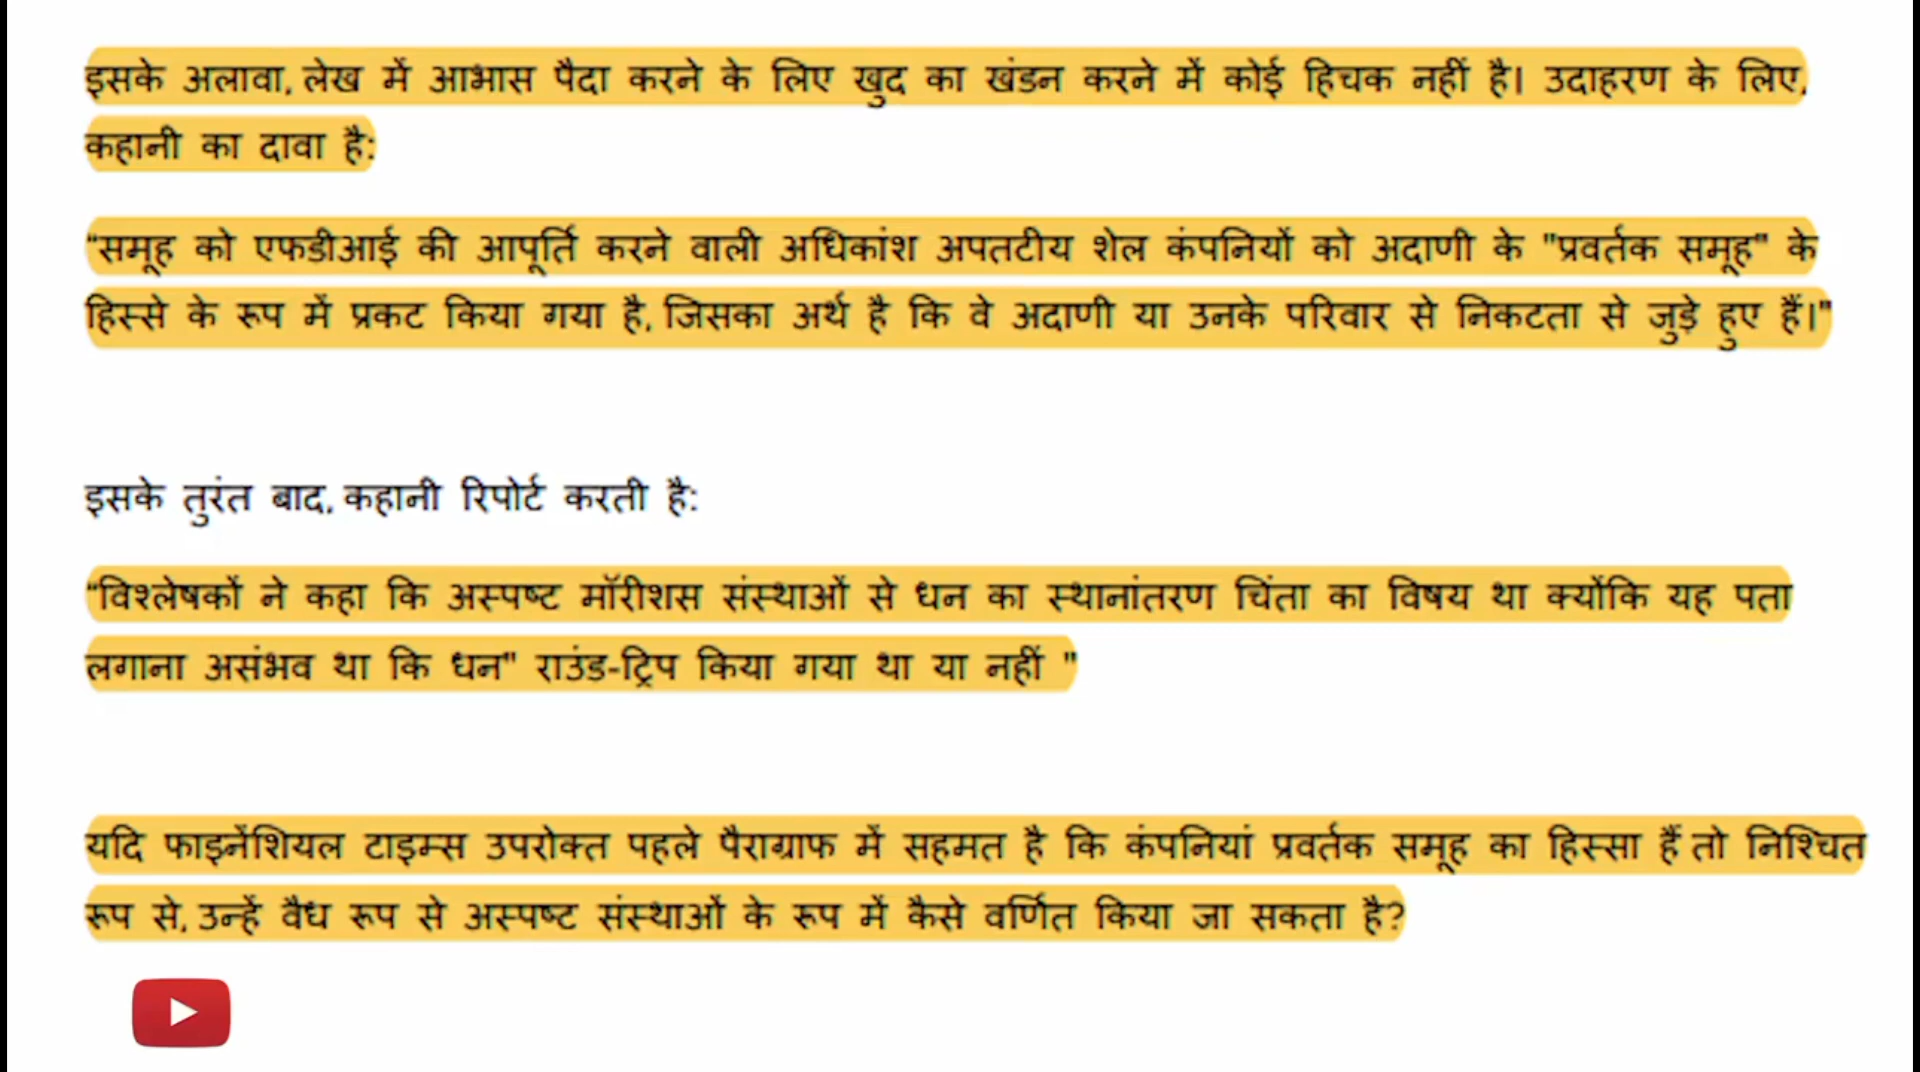 इसके अलावा, लेख में आभास पैदा करने के लिए खुद का खंडन करने में कोई हिचक नहीं है। उदाहरण के लिए,
कहानी का दावा है:
“समूह को एफडीआई की आपूर्ति करने वाली अधिकांश अपतटीय शेल कंपनियों को अदाणी के "प्रवर्तक समूह" के
हिस्से के रूप में प्रकट किया गया है, जिसका अर्थ है कि वे अदाणी या उनके परिवार से निकटता से जुड़े हुए हैं।"
इसके तुरंत बाद, कहानी रिपोर्ट करती है:
“विश्लेषकों ने कहा कि अस्पष्ट मॉरीशस संस्थाओं से धन का स्थानांतरण चिंता का विषय था क्योंकि यह पता
लगाना असंभव था कि धन" राउंड-ट्रिप किया गया था या नहीं "
यदि फाइनेंशियल टाइम्स उपरोक्त पहले पैराग्राफ में सहमत है कि कंपनियां प्रवर्तक समूह का हिस्सा हैं तो निश्चित
रूप से, उन्हें वैध रूप से अस्पष्ट संस्थाओं के रूप में कैसे वर्णित किया जा सकता है?